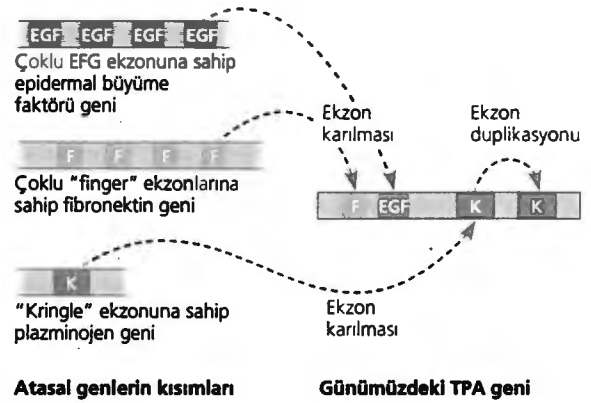 EGF EGF EGF EGF
Çoklu EFG ekzonuna sahip
epidermal büyüme
faktörü geni
F F F F
Çoklu "finger" ekzonlarına
sahip fibronektin geni
K
"Kringle" ekzonuna sahip
plazminojen geni
Atasal genlerin kısımları
Ekzon
karılması
Ekzon
duplikasyonu
F EGF K K
Ekzon
karılması
Günümüzdeki TPA geni